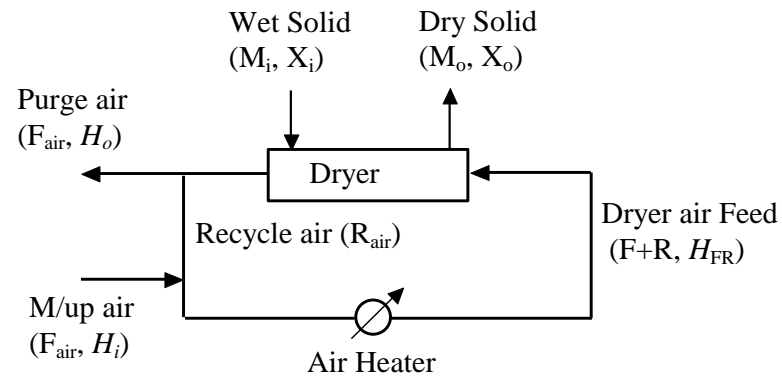 Wet Solid
(Mi, Xi)
Dry Solid
(Mo, Xo)
Purge air
(Fair, Ho)
Dryer
Recycle air (Rair)
Dryer air Feed
(F+R, HFR)
M/up air
(Fair, Hi)
Air Heater